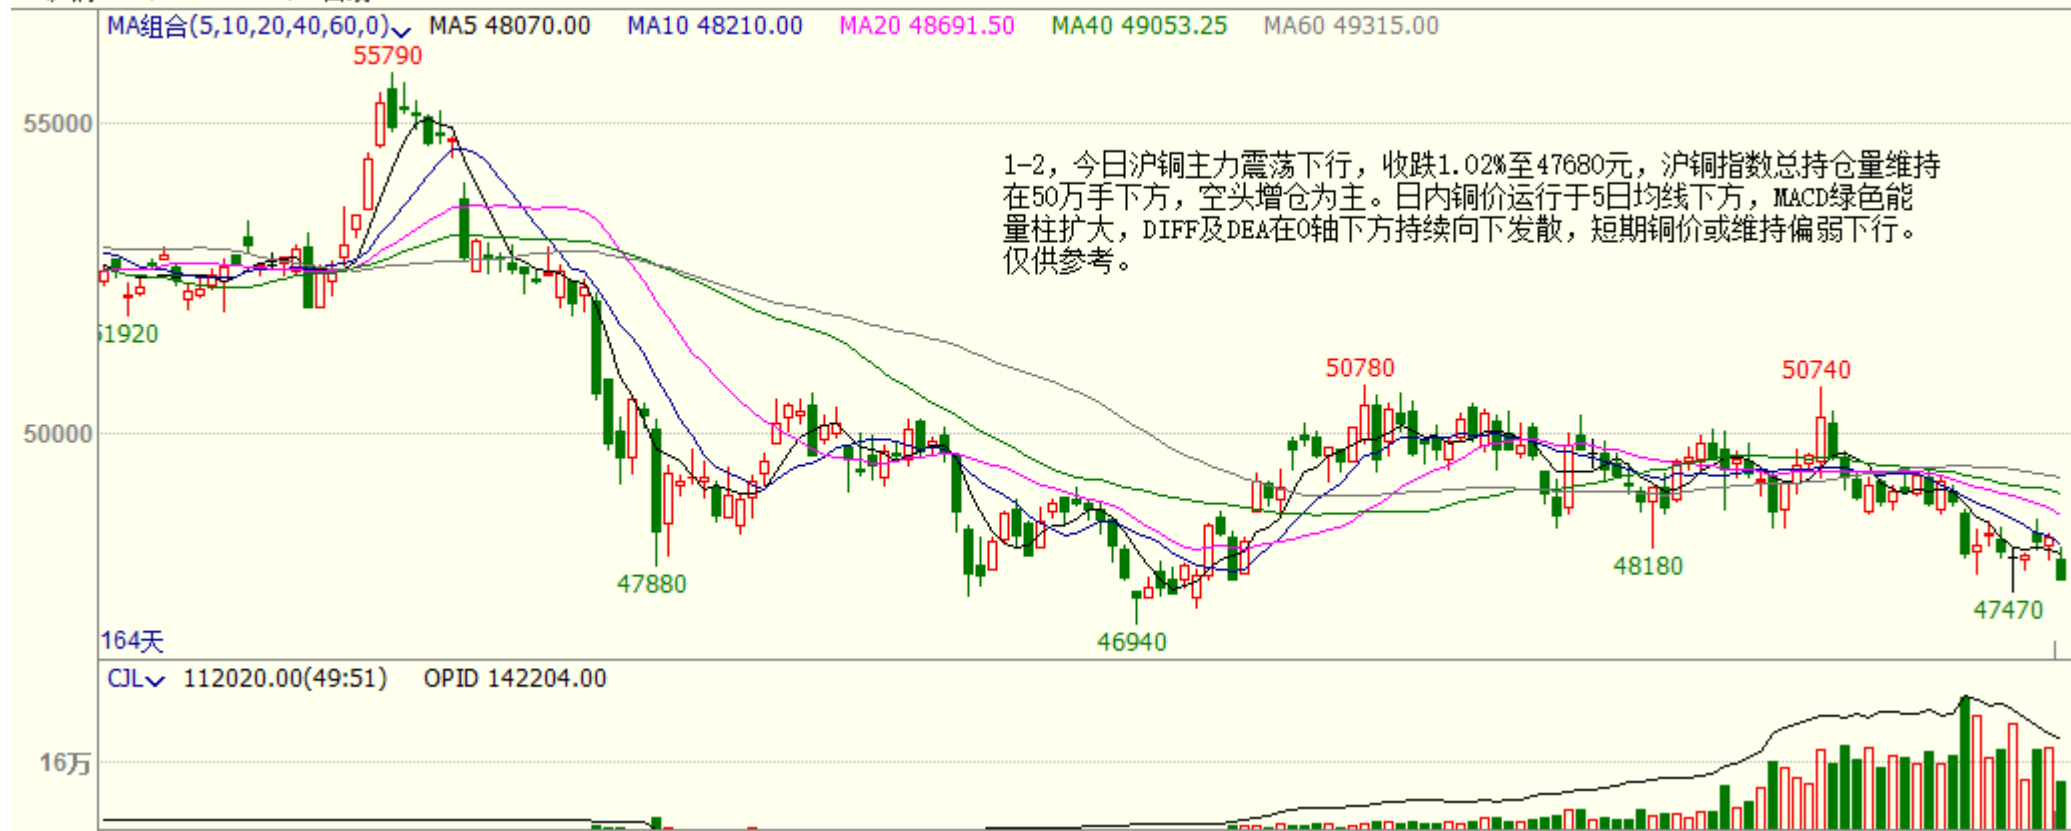 MA组合(5,10,20,40,60,0) MA5 48070.00 MA10 48210.00 MA20 48691.50 MA40 49053.25 MA60 49315.00
55790
55000
1-2，今日沪铜主力震荡下行，收跌1.02%至47680元，沪铜指数总持仓量维持
在50万手下方，空头增仓为主。日内铜价运行于5日均线下方，MACD绿色能
量柱扩大，DIFF及DEA在0轴下方持续向下发散，短期铜价或维持偏弱下行。
仅供参考。
51920
50780
50740
50000
47880
48180
47470
46940
164天
CJL 112020.00(49:51) OPID 142204.00
16万